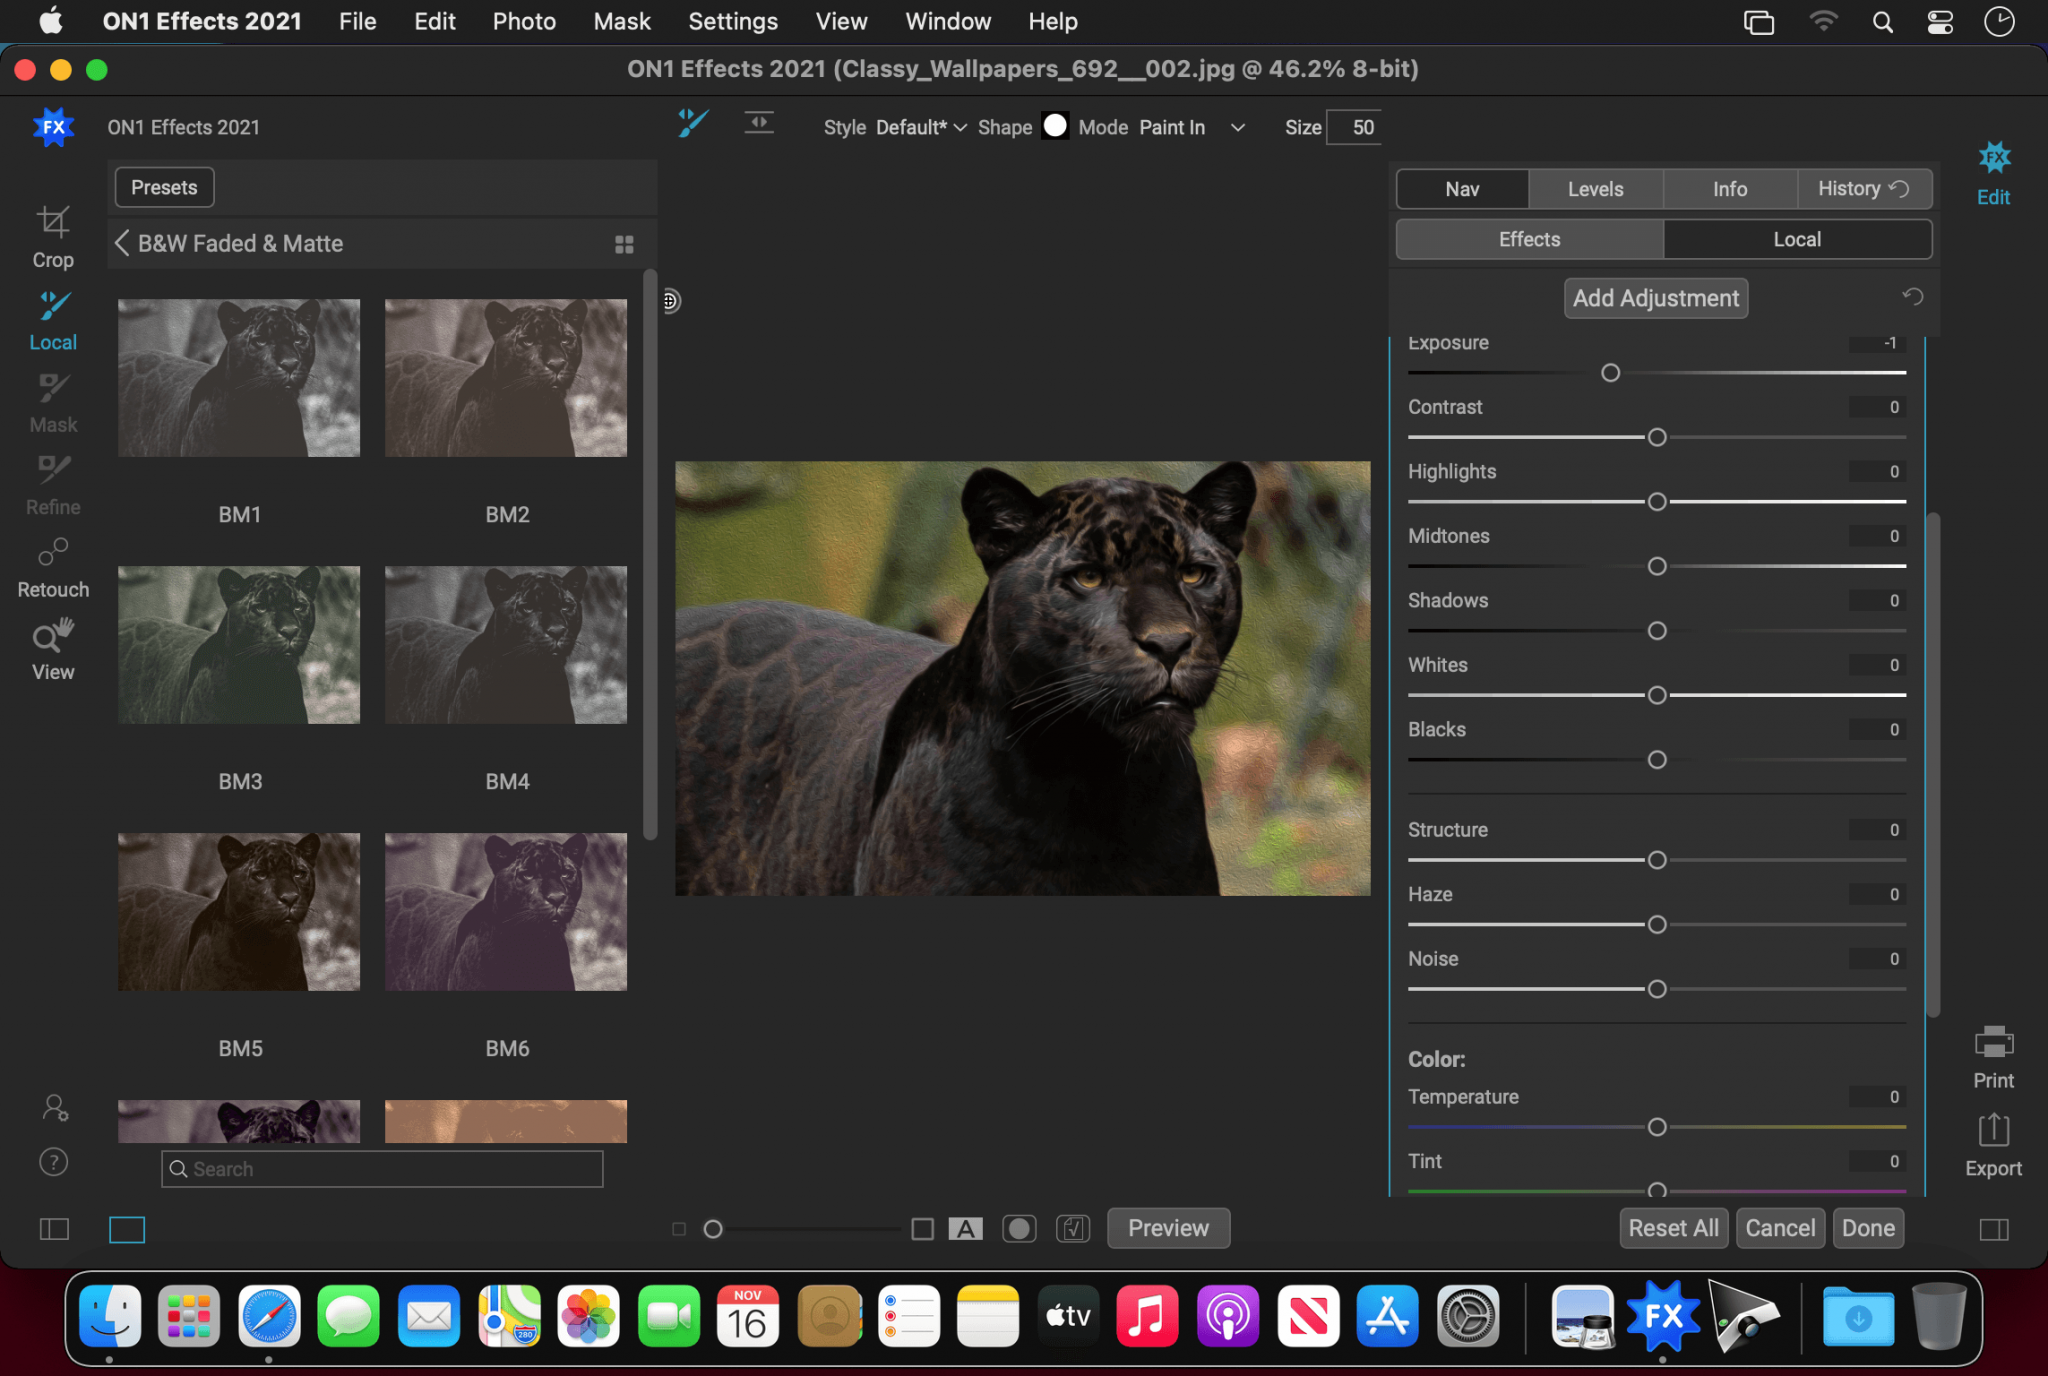 ON1 Effects 2021 File Edit Photo Mask Settings View Window Help
ON1 Effects 2021 (Classy_Wallpapers_692__002.jpg @ 46.2% 8-bit)
FX ON1 Effects 2021 Style Default* Shape Mode Paint In Size 50
FX
Edit
Presets
B&W Faded & Matte
Crop
Local
Mask
Refine
Retouch
View
BM1 BM2
BM3 BM4
BM5 BM6
Search
Nav Levels Info History
Effects Local
Add Adjustment
Exposure -1
Contrast 0
Highlights 0
Midtones 0
Shadows 0
Whites 0
Blacks 0
Structure 0
Haze 0
Noise 0
Color:
Temperature 0
Tint 0
Print
Export
?
A Preview Reset All Cancel Done
280
NOV
16
tv
FX